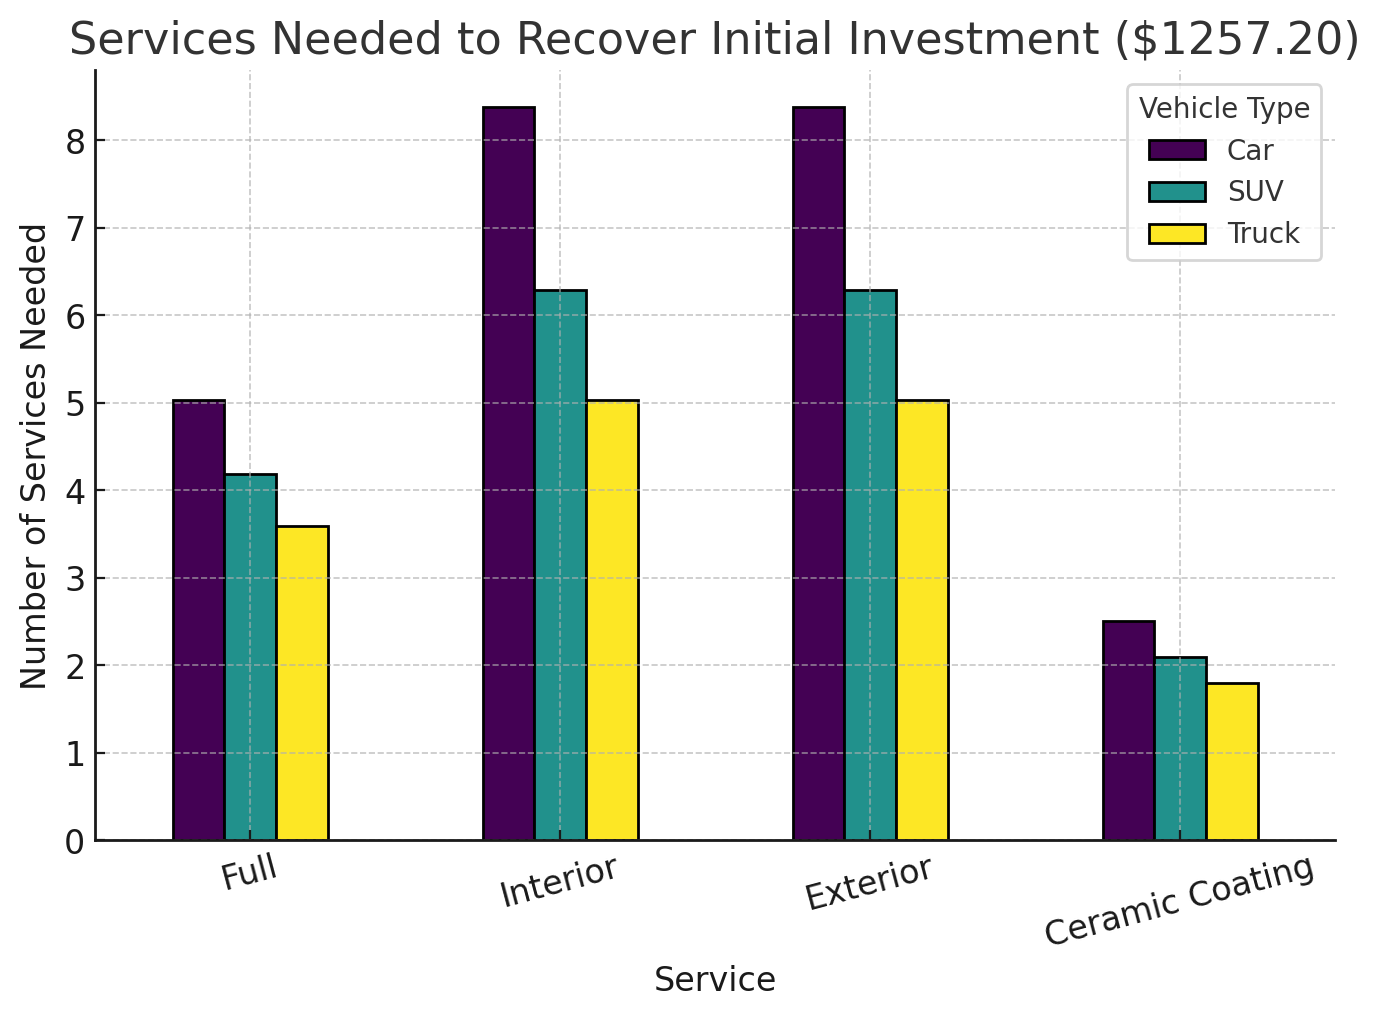 Services Needed to Recover Initial Investment ($1257.20)
Vehicle Type
Car
SUV
Truck
Number of Services Needed
8
7
6
5
4
3
2
1
0
Full
Interior
Exterior
Ceramic Coating
Service